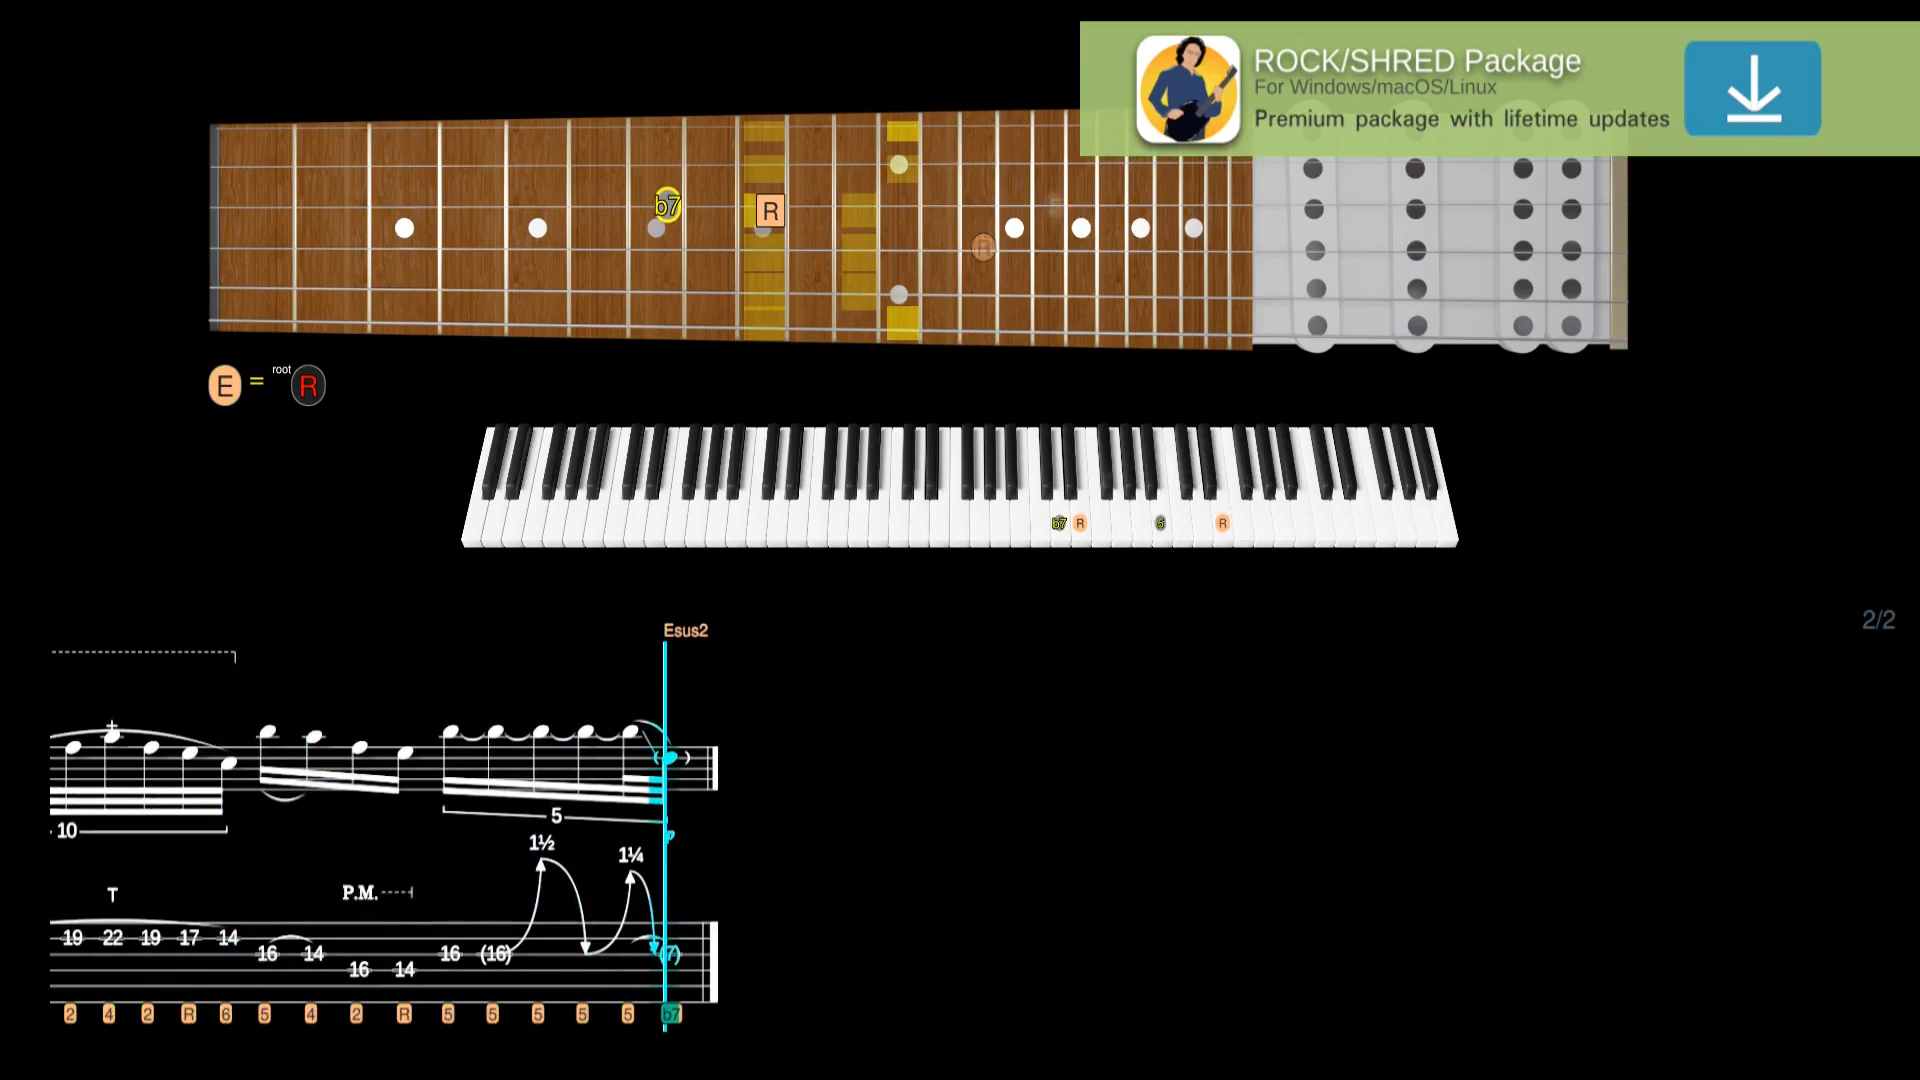 ROCK/SHRED Package
For Windows/macOS/Linux
Premium package with lifetime updates
b7
R
R
E = root R
b7 R 5 R
2/2
Esus2
10
5
p
1½ 1¼
T
P.M.
19 22 19 17 14
16 14 16 (16) (7)
16 14
2 4 2 R 6 5 4 2 R 5 5 5 5 5 b7